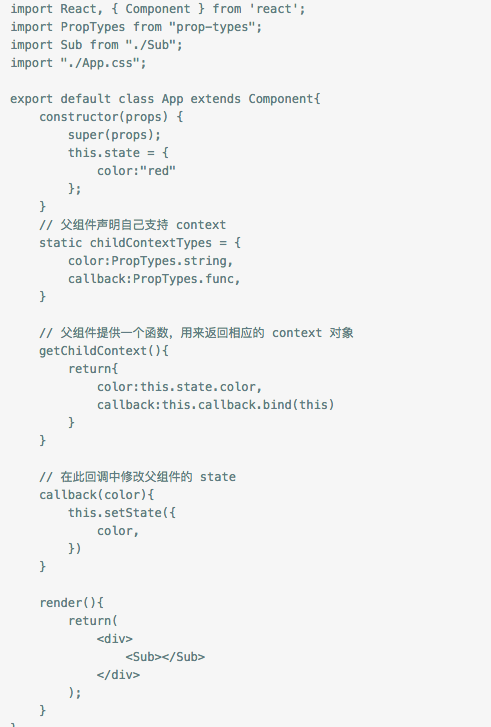 import React, { Component } from 'react';
import PropTypes from "prop-types";
import Sub from "./Sub";
import "./App.css";

export default class App extends Component{
    constructor(props) {
        super(props);
        this.state = {
            color:"red"
        };
    }
    // 父组件声明自己支持 context
    static childContextTypes = {
        color:PropTypes.string,
        callback:PropTypes.func,
    }

    // 父组件提供一个函数，用来返回相应的 context 对象
    getChildContext(){
        return{
            color:this.state.color,
            callback:this.callback.bind(this)
        }
    }

    // 在此回调中修改父组件的 state
    callback(color){
        this.setState({
            color,
        })
    }

    render(){
        return(
            <div>
                <Sub></Sub>
            </div>
        );
    }
}